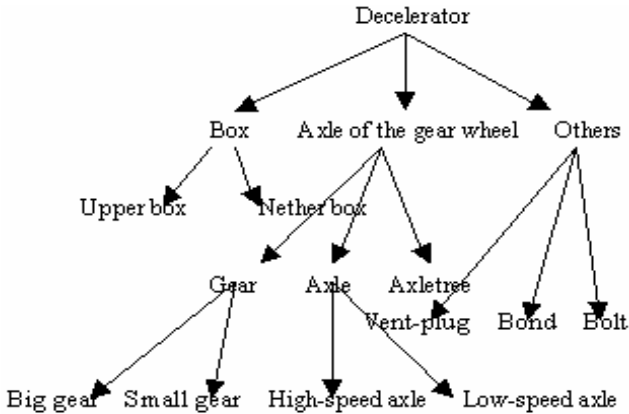 Decelerator
Box
Axle of the gear wheel
Others
Upper box
Nether box
Gear
Axle
Axletree
Vent-plug
Bond
Bolt
Big gear
Small gear
High-speed axle
Low-speed axle